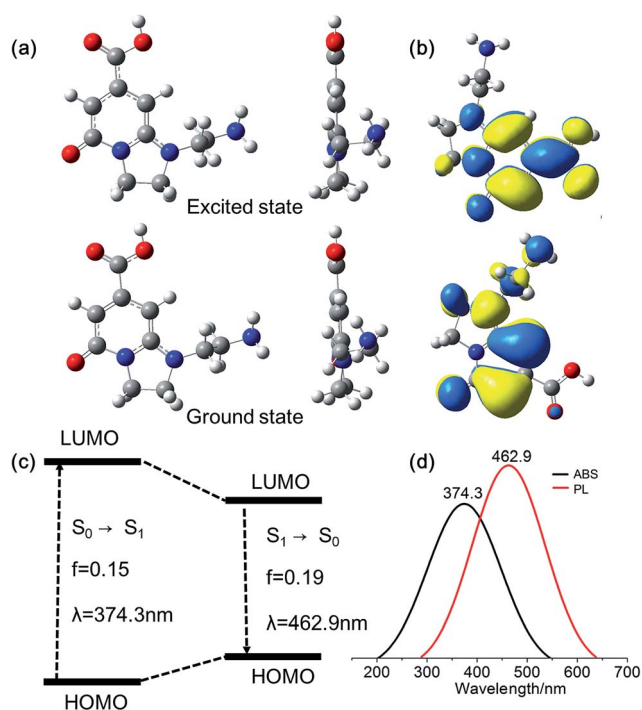 (a)
(b)
Excited state
Ground state
(c)
LUMO
LUMO
S₀ → S₁
f=0.15
λ=374.3nm
S₁ → S₀
f=0.19
λ=462.9nm
HOMO
HOMO
(d)
462.9
374.3
ABS
PL
200 300 400 500 600 700
Wavelength/nm